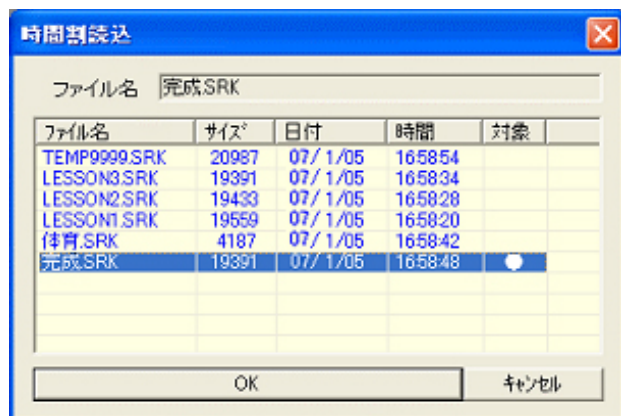 時間割読込
ファイル名 完成.SRK
ファイル名 サイズ 日付 時間 対象
TEMP9999.SRK 20987 07/ 1/05 16:58:54
LESSON3.SRK 19391 07/ 1/05 16:58:34
LESSON2.SRK 19433 07/ 1/05 16:58:28
LESSON1.SRK 19559 07/ 1/05 16:58:20
体育.SRK 4187 07/ 1/05 16:58:42
完成.SRK 19391 07/ 1/05 16:58:48 ●
OK キャンセル